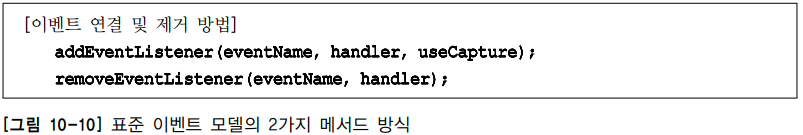 [이벤트 연결 및 제거 방법]
addEventListener(eventName, handler, useCapture);
removeEventListener(eventName, handler);
[그림 10-10] 표준 이벤트 모델의 2가지 메서드 방식